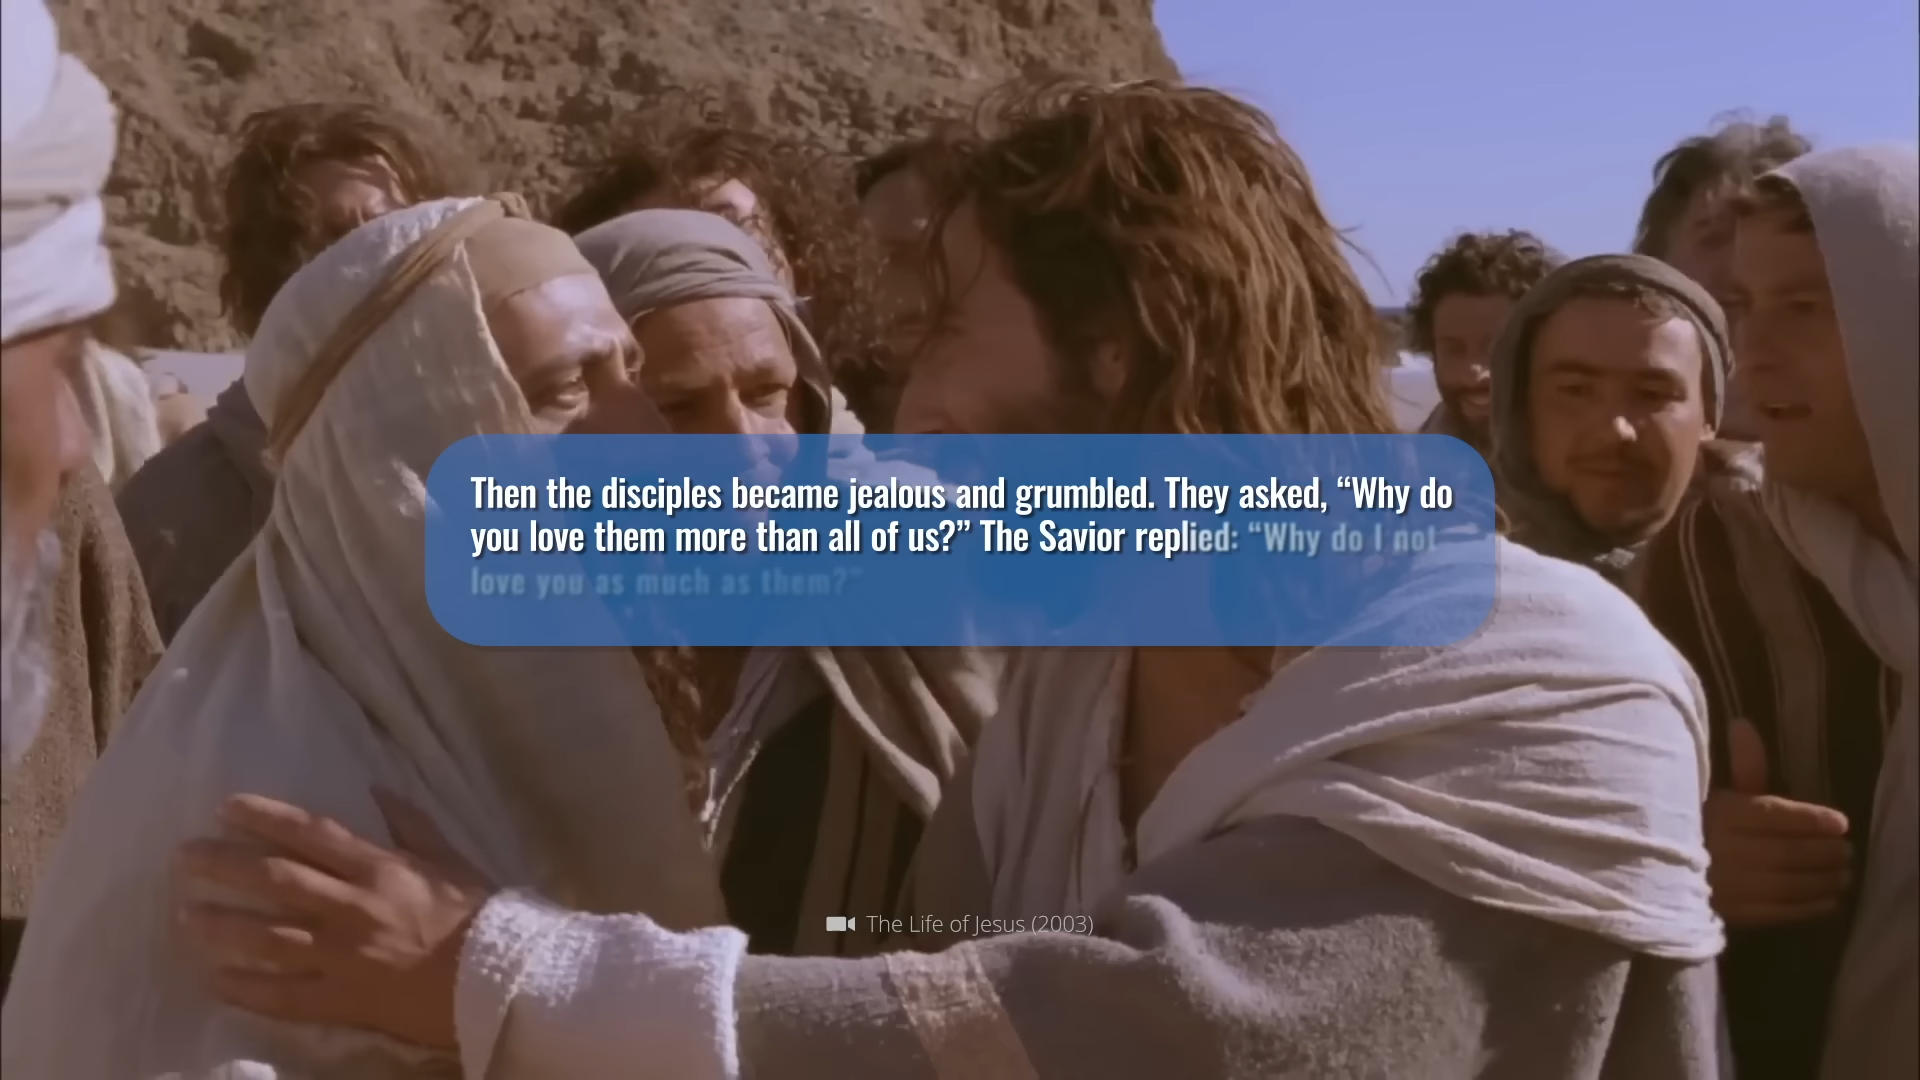 Then the disciples became jealous and grumbled. They asked, “Why do
you love them more than all of us?” The Savior replied: “Why do I not
love you as much as them?”
The Life of Jesus (2003)